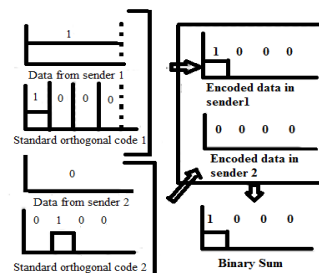 1
Data from sender 1
1 0 0 0
Standard orthogonal code 1
0
Data from sender 2
0 1 0 0
Standard orthogonal code 2
1 0 0 0
Encoded data in
sender1
0 0 0 0
Encoded data in
sender 2
1 0 0 0
Binary Sum